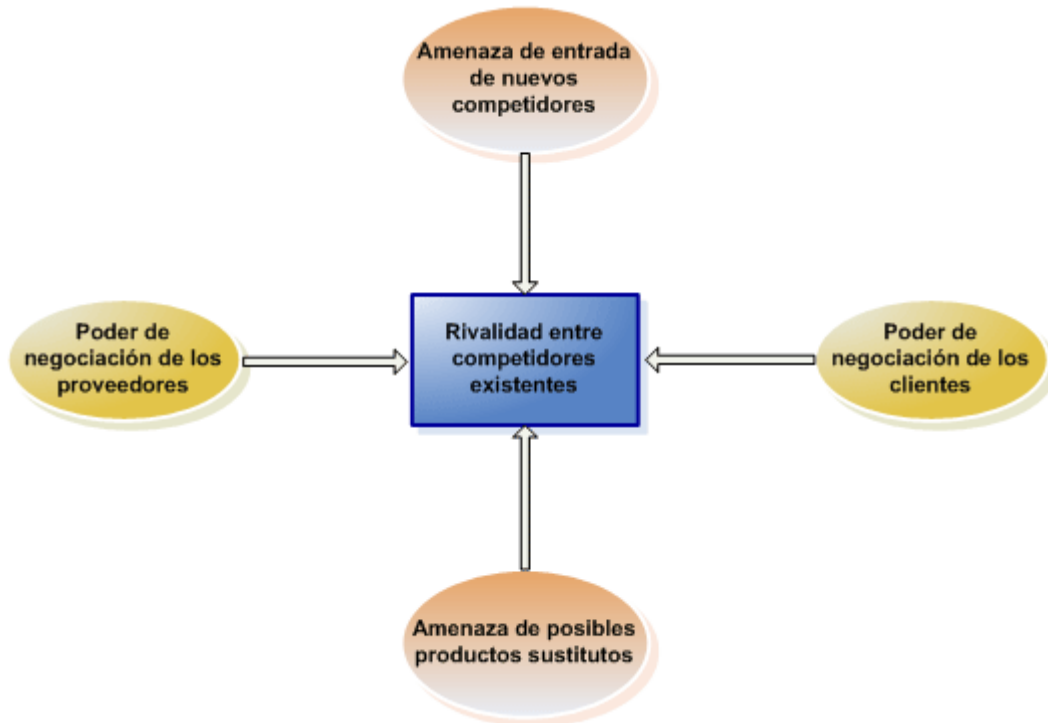 Amenaza de entrada
de nuevos
competidores
Poder de
negociación de los
proveedores
Rivalidad entre
competidores
existentes
Poder de
negociación de los
clientes
Amenaza de posibles
productos sustitutos